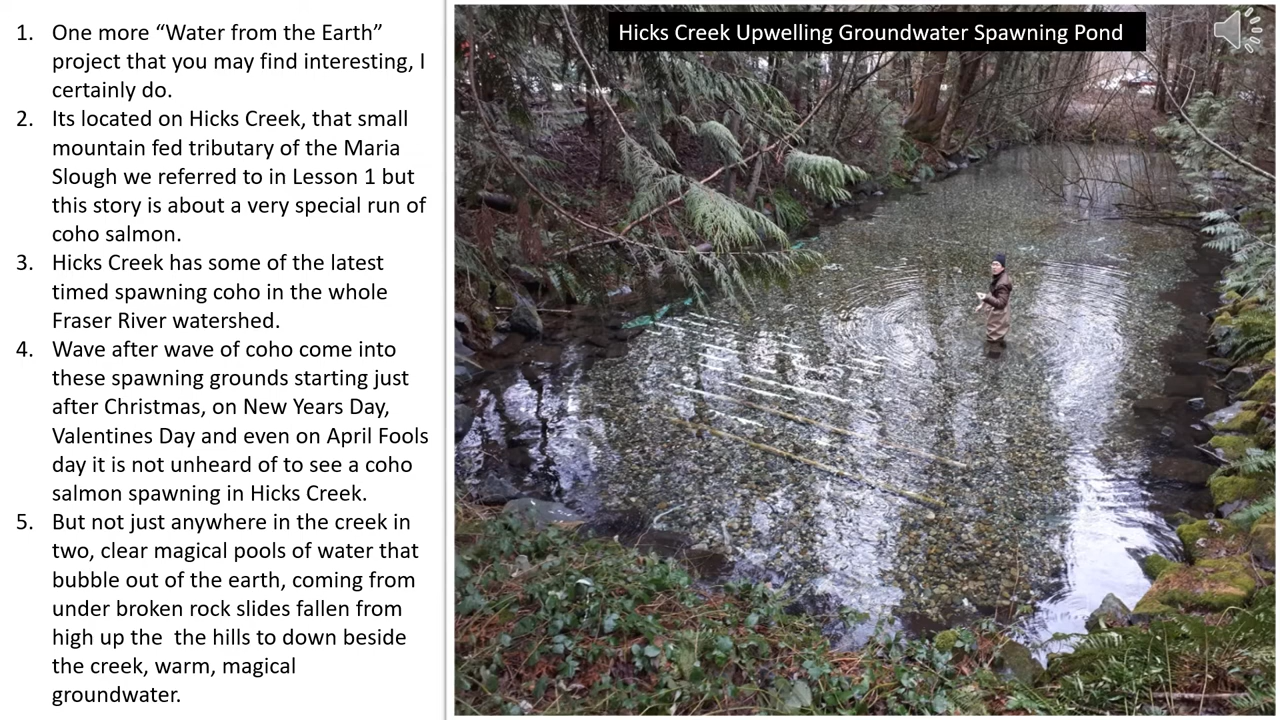 Hicks Creek Upwelling Groundwater Spawning Pond
1. One more “Water from the Earth”
project that you may find interesting, I
certainly do.
2. Its located on Hicks Creek, that small
mountain fed tributary of the Maria
Slough we referred to in Lesson 1 but
this story is about a very special run of
coho salmon.
3. Hicks Creek has some of the latest
timed spawning coho in the whole
Fraser River watershed.
4. Wave after wave of coho come into
these spawning grounds starting just
after Christmas, on New Years Day,
Valentines Day and even on April Fools
day it is not unheard of to see a coho
salmon spawning in Hicks Creek.
5. But not just anywhere in the creek in
two, clear magical pools of water that
bubble out of the earth, coming from
under broken rock slides fallen from
high up the the hills to down beside
the creek, warm, magical
groundwater.